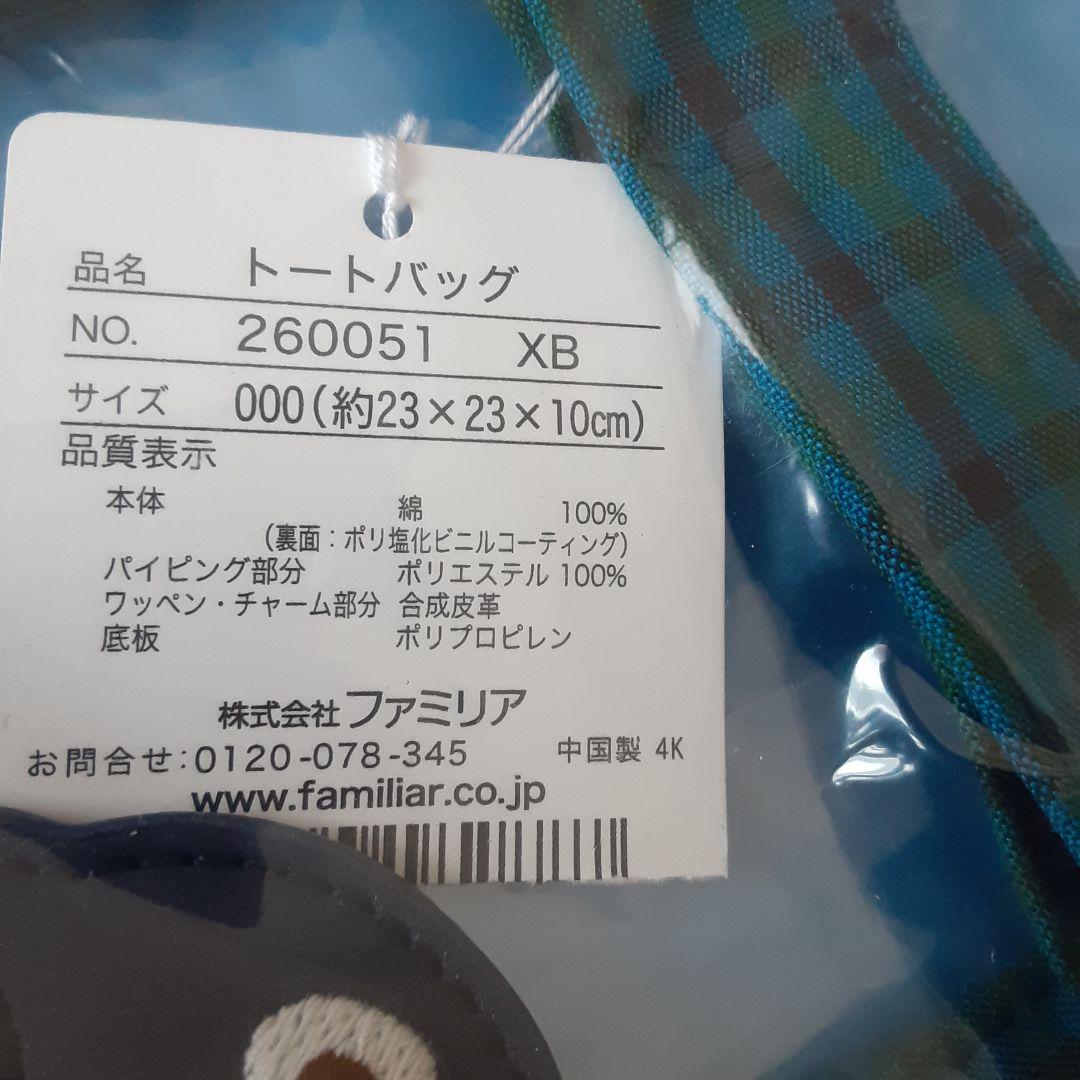 品名 トートバッグ
NO. 260051 XB
サイズ 000(約23×23×10cm)
品質表示
本体 綿 100%
(裏面:ポリ塩化ビニルコーティング)
パイピング部分 ポリエステル 100%
ワッペン・チャーム部分 合成皮革
底板 ポリプロピレン
株式会社ファミリア
お問合せ:0120-078-345 中国製 4K
www.familiar.co.jp